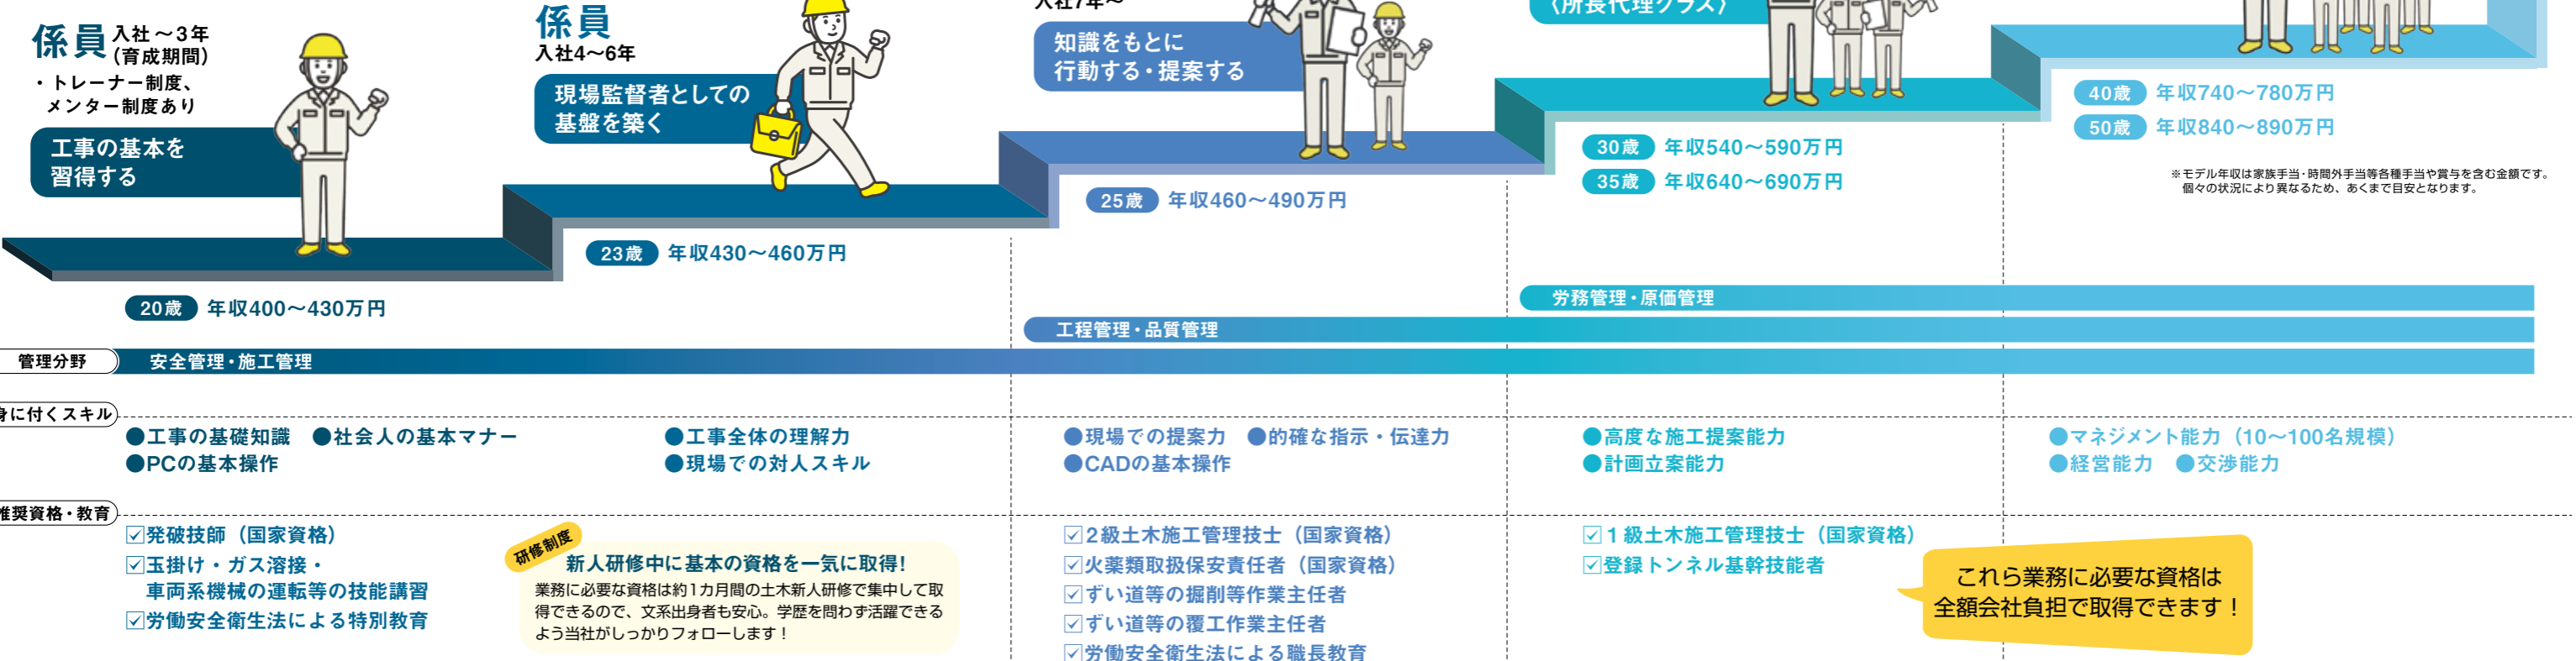 係員 入社～3年
(育成期間)
・トレーナー制度、
メンター制度あり
工事の基本を
習得する
20歳 年収400～430万円
係員
入社4～6年
現場監督者としての
基盤を築く
23歳 年収430～460万円
入社7年～
知識をもとに
行動する・提案する
25歳 年収460～490万円
〈所長代理クラス〉
30歳 年収540～590万円
35歳 年収640～690万円
40歳 年収740～780万円
50歳 年収840～890万円
※モデル年収は家族手当・時間外手当等各種手当や賞与を含む金額です。
個々の状況により異なるため、あくまで目安となります。
労務管理・原価管理
工程管理・品質管理
管理分野 安全管理・施工管理
身に付くスキル
●工事の基礎知識 ●社会人の基本マナー
●PCの基本操作
●工事全体の理解力
●現場での対人スキル
●現場での提案力 ●的確な指示・伝達力
●CADの基本操作
●高度な施工提案能力
●計画立案能力
●マネジメント能力（10～100名規模）
●経営能力 ●交渉能力
推奨資格・教育
☑発破技師（国家資格）
☑玉掛け・ガス溶接・
車両系機械の運転等の技能講習
☑労働安全衛生法による特別教育
研修制度
新人研修中に基本の資格を一気に取得！
業務に必要な資格は約1カ月間の土木新人研修で集中して取
得できるので、文系出身者も安心。学歴を問わず活躍できる
よう当社がしっかりフォローします！
☑2級土木施工管理技士（国家資格）
☑火薬類取扱保安責任者（国家資格）
☑ずい道等の掘削等作業主任者
☑ずい道等の覆工作業主任者
☑労働安全衛生法による職長教育
☑１級土木施工管理技士（国家資格）
☑登録トンネル基幹技能者
これら業務に必要な資格は
全額会社負担で取得できます！